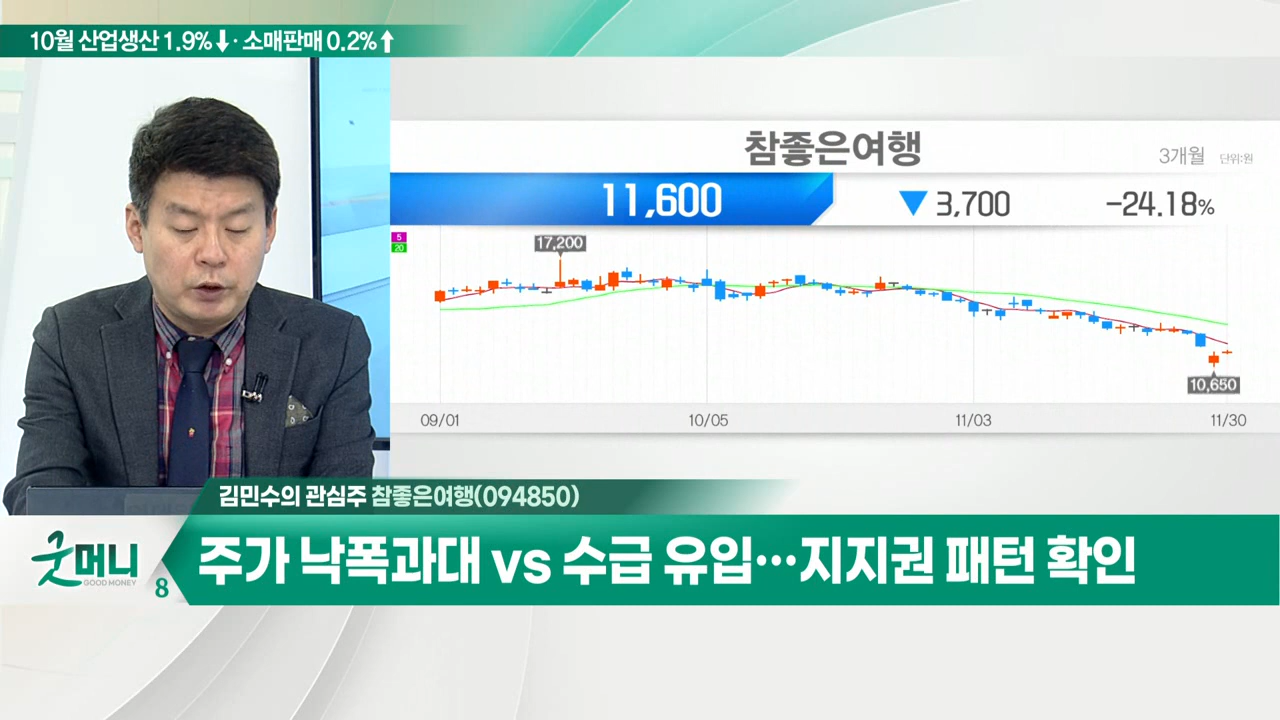 10월 산업생산 1.9%⬇· 소매판매 0.2%⬆
참좋은여행
3개월 단위:원
11,600 ▼ 3,700 -24.18%
5
20
17,200
10,650
09/01 10/05 11/03 11/30
김민수의 관심주 참좋은여행(094850)
굿머니
GOOD MONEY
8
주가 낙폭과대 vs 수급 유입…지지권 패턴 확인